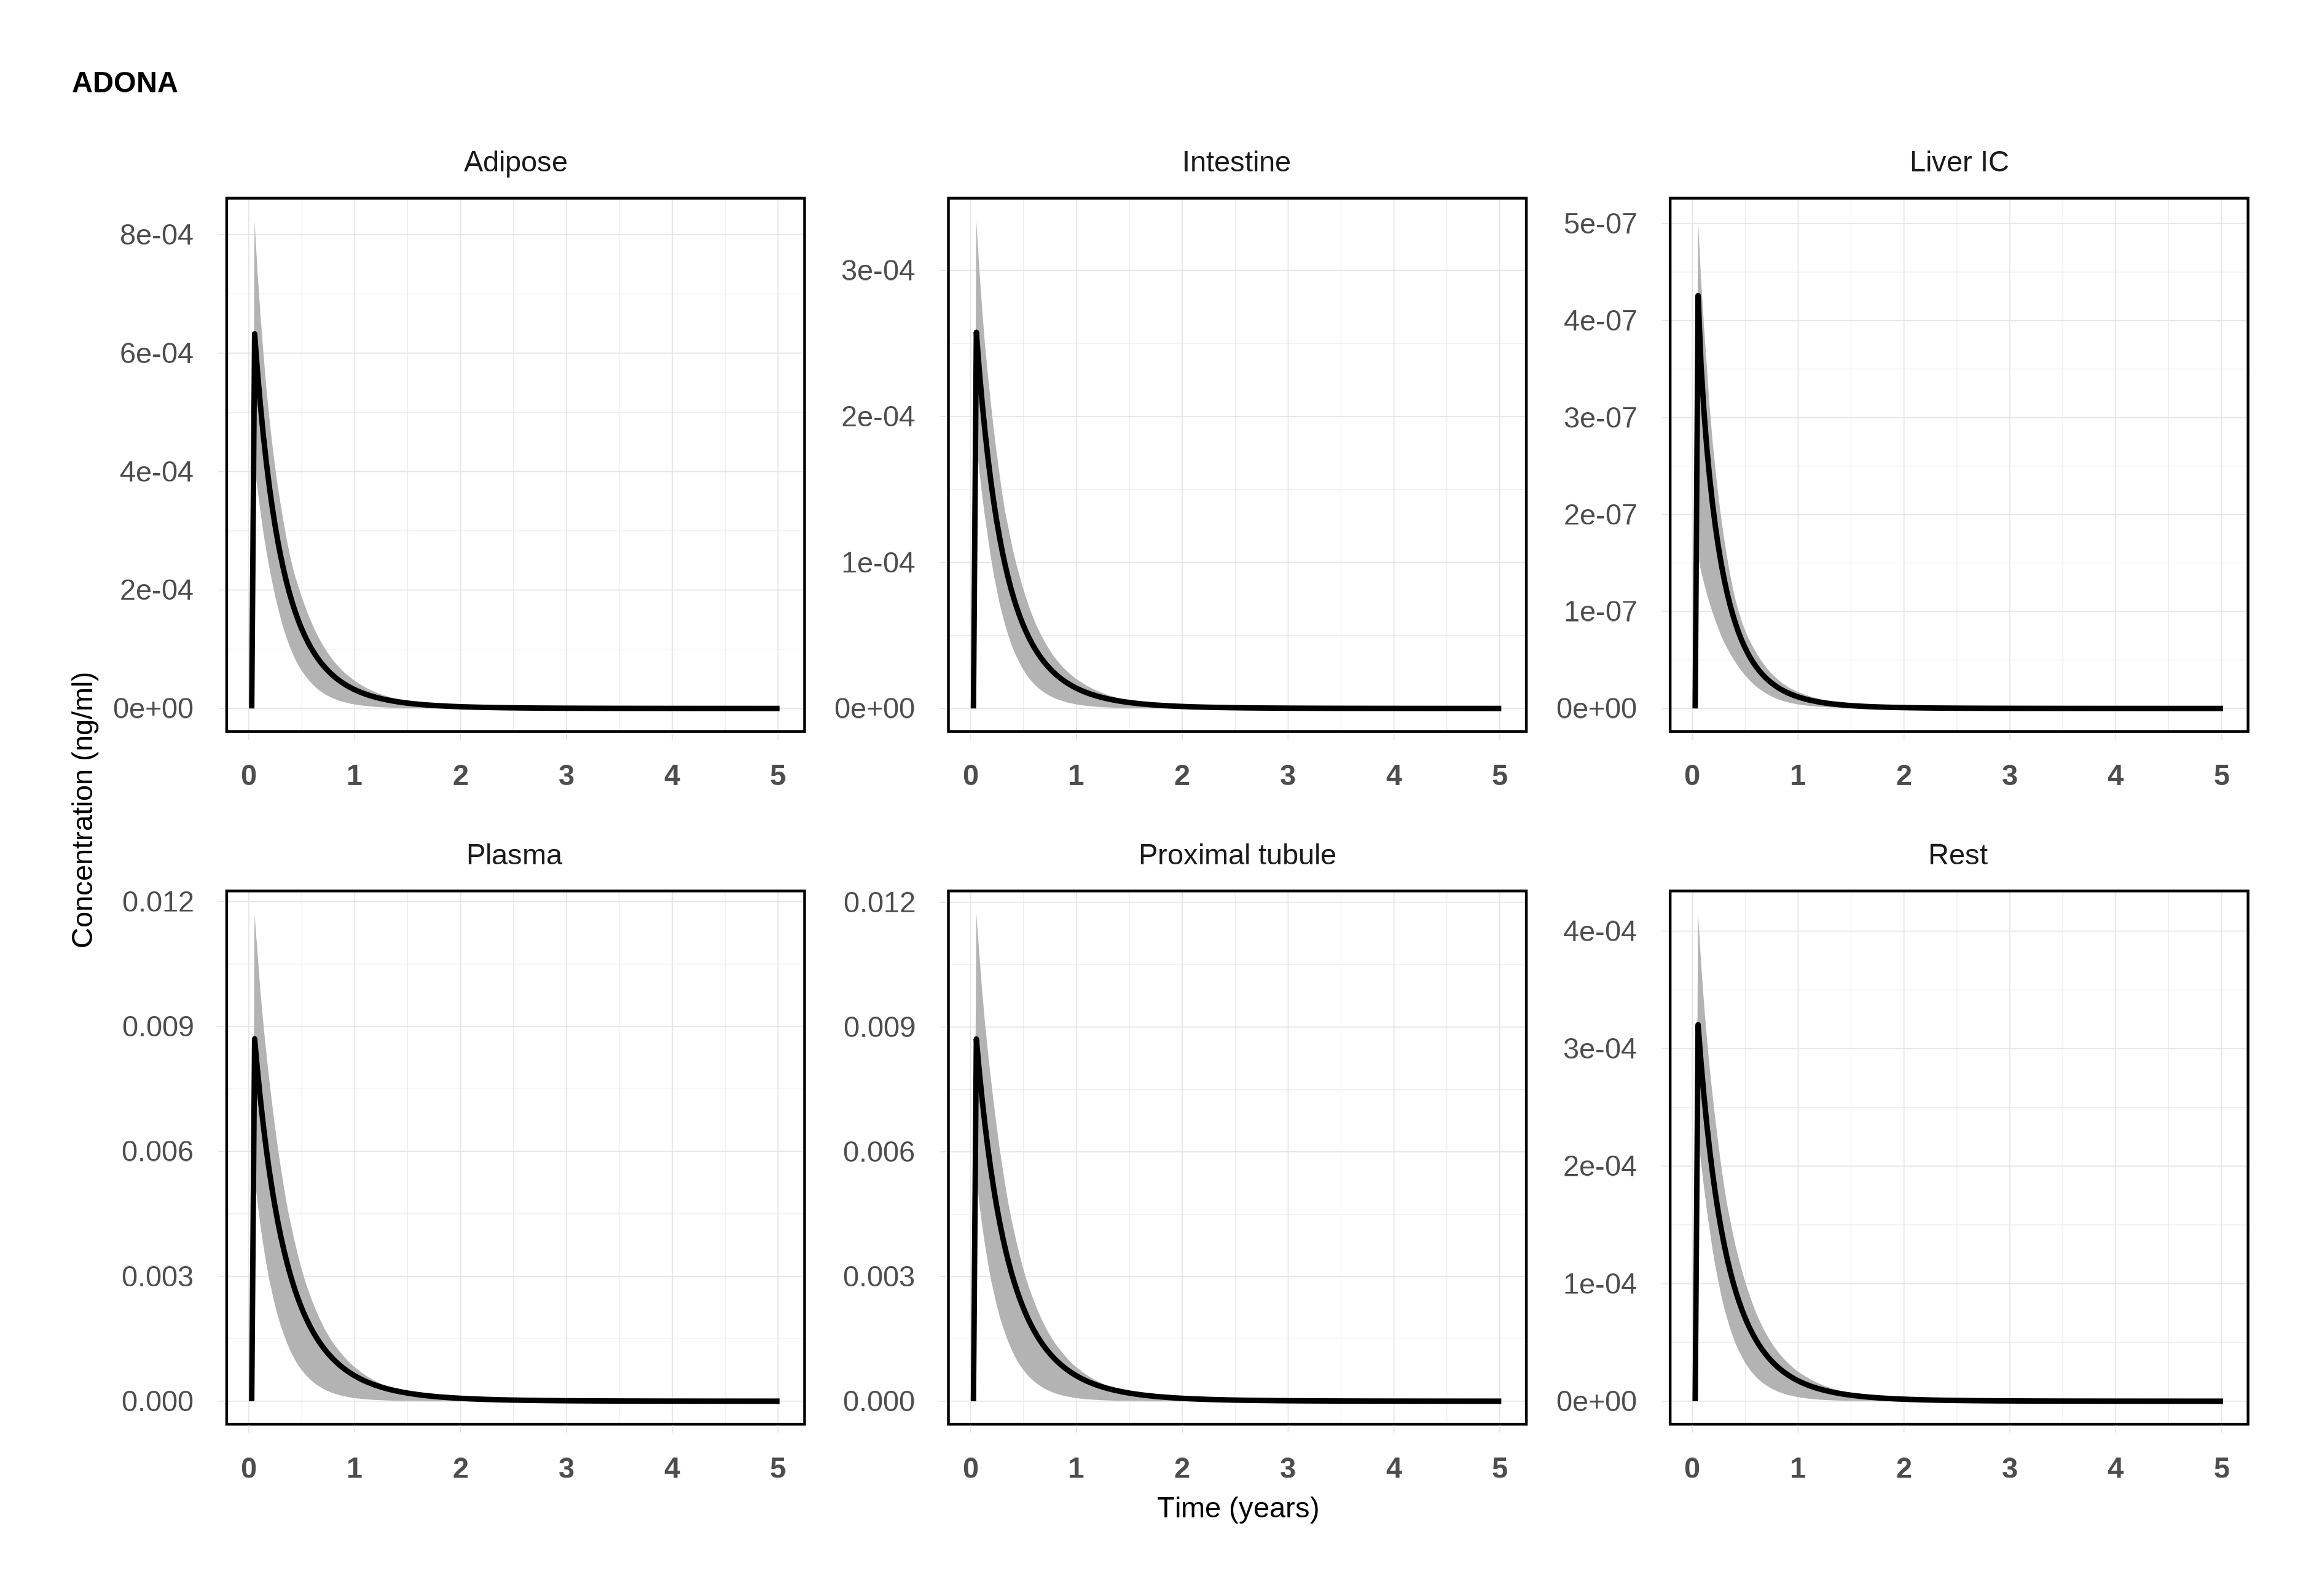 ADONA
Adipose
Intestine
Liver IC
8e-04
6e-04
4e-04
2e-04
0e+00
3e-04
2e-04
1e-04
0e+00
5e-07
4e-07
3e-07
2e-07
1e-07
0e+00
0 1 2 3 4 5
0 1 2 3 4 5
0 1 2 3 4 5
Concentration (ng/ml)
Plasma
Proximal tubule
Rest
0.012
0.009
0.006
0.003
0.000
0.012
0.009
0.006
0.003
0.000
4e-04
3e-04
2e-04
1e-04
0e+00
0 1 2 3 4 5
0 1 2 3 4 5
0 1 2 3 4 5
Time (years)